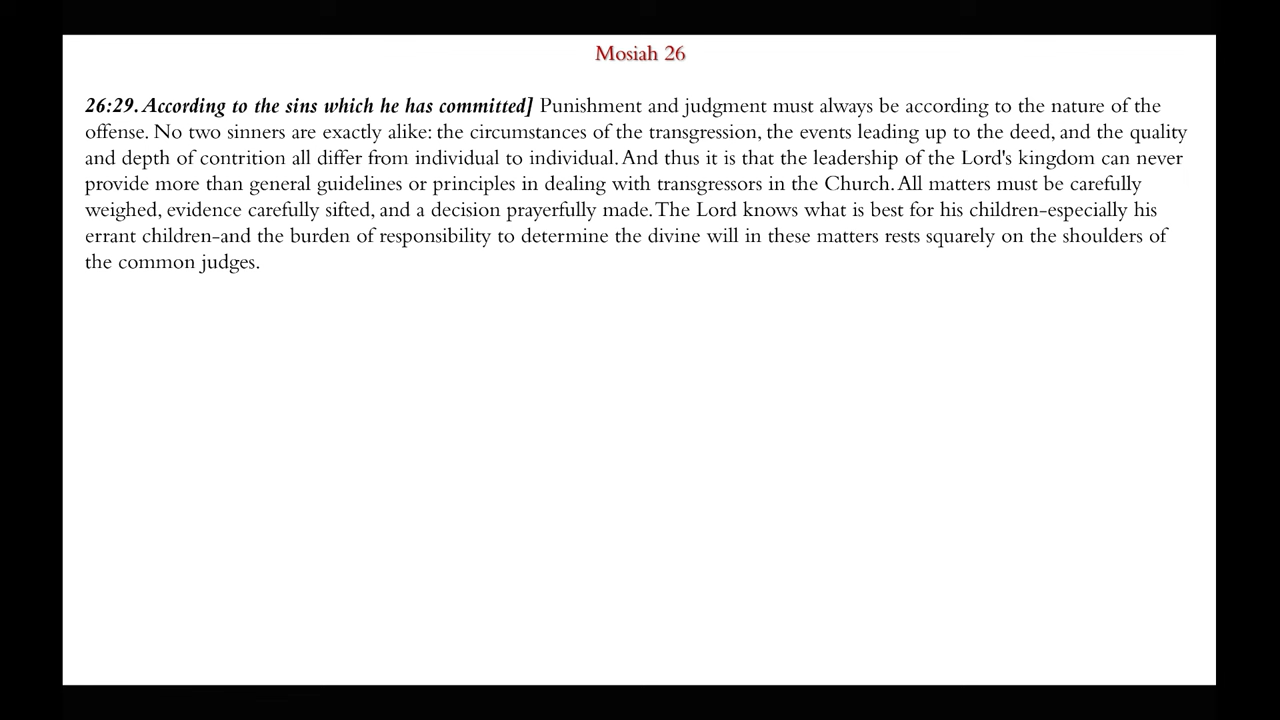 Mosiah 26
26:29. According to the sins which he has committed] Punishment and judgment must always be according to the nature of the
offense. No two sinners are exactly alike: the circumstances of the transgression, the events leading up to the deed, and the quality
and depth of contrition all differ from individual to individual. And thus it is that the leadership of the Lord's kingdom can never
provide more than general guidelines or principles in dealing with transgressors in the Church. All matters must be carefully
weighed, evidence carefully sifted, and a decision prayerfully made. The Lord knows what is best for his children-especially his
errant children-and the burden of responsibility to determine the divine will in these matters rests squarely on the shoulders of
the common judges.